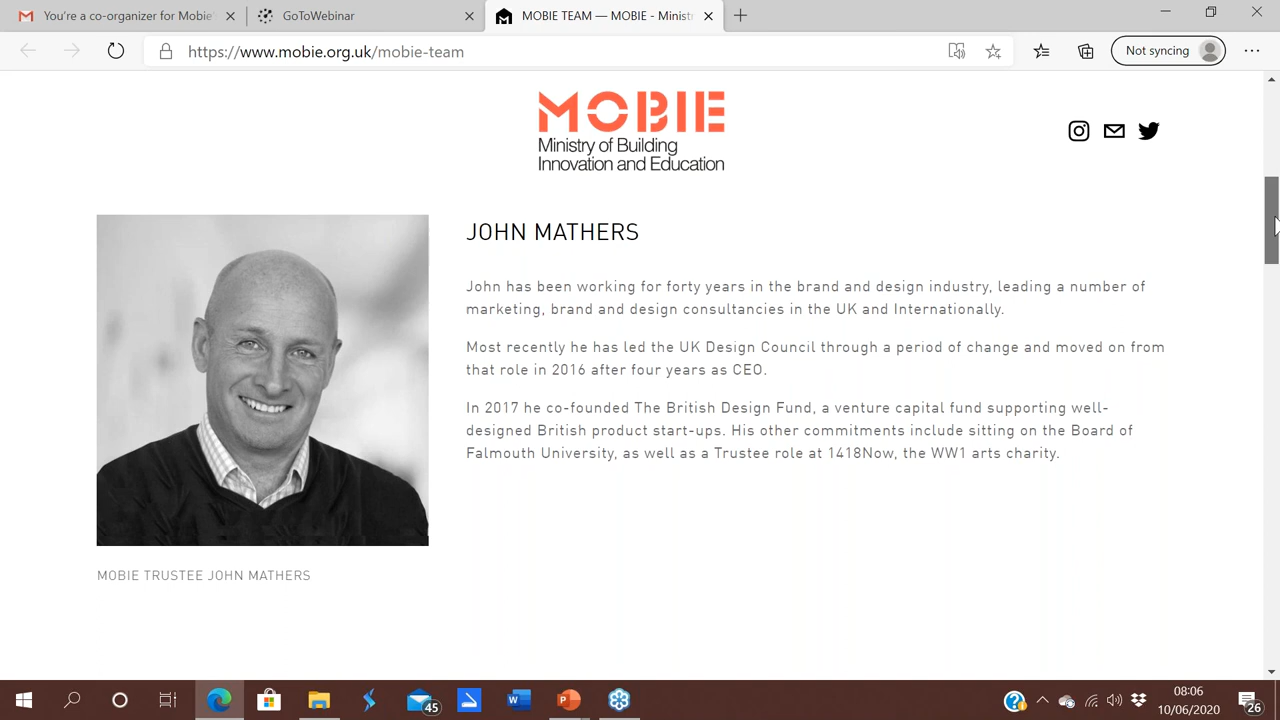 You're a co-organizer for Mobie'
GoToWebinar
MOBIE TEAM — MOBIE - Minist
https://www.mobie.org.uk/mobie-team
Not syncing
MOBIE
Ministry of Building
Innovation and Education
JOHN MATHERS
John has been working for forty years in the brand and design industry, leading a number of
marketing, brand and design consultancies in the UK and Internationally.
Most recently he has led the UK Design Council through a period of change and moved on from
that role in 2016 after four years as CEO.
In 2017 he co-founded The British Design Fund, a venture capital fund supporting well-
designed British product start-ups. His other commitments include sitting on the Board of
Falmouth University, as well as a Trustee role at 1418Now, the WW1 arts charity.
MOBIE TRUSTEE JOHN MATHERS
45
08:06
10/06/2020
26